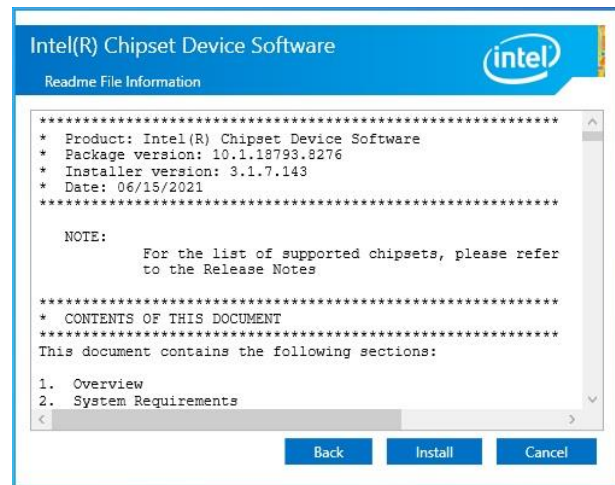 Intel(R) Chipset Device Software
intel
Readme File Information
**************************************************************
*  Product: Intel(R) Chipset Device Software
*  Package version: 10.1.18793.8276
*  Installer version: 3.1.7.143
*  Date: 06/15/2021
**************************************************************
NOTE:
For the list of supported chipsets, please refer
to the Release Notes
**************************************************************
*  CONTENTS OF THIS DOCUMENT
**************************************************************
This document contains the following sections:
1.  Overview
2.  System Requirements
Back Install Cancel